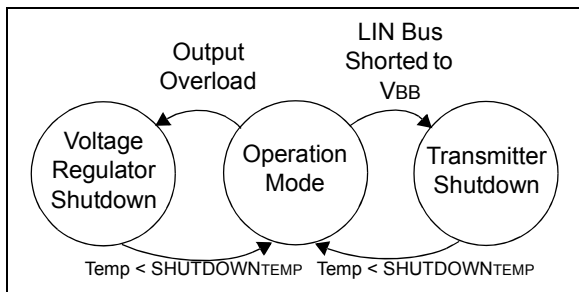 Output
Overload
LIN Bus
Shorted to
VBB
Voltage
Regulator
Shutdown
Operation
Mode
Transmitter
Shutdown
Temp < SHUTDOWNTEMP
Temp < SHUTDOWNTEMP